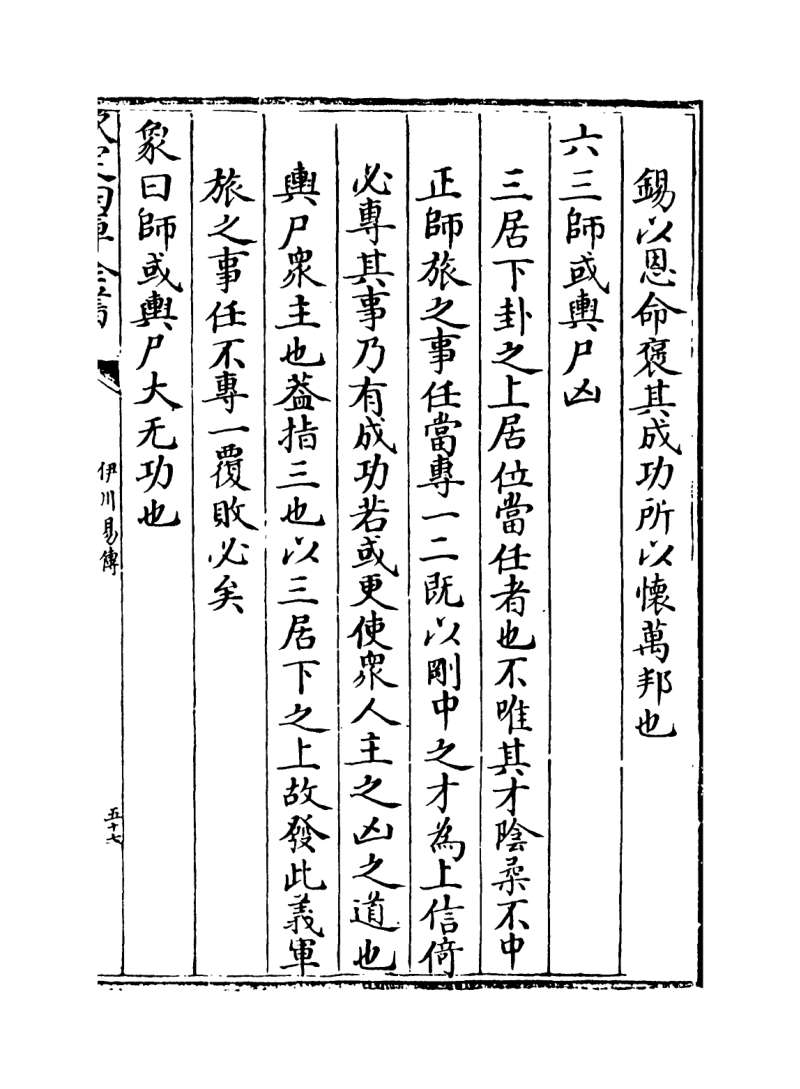 錫以恩命褒其成功所以懐萬邦也
六三師或輿尸凶
三居下卦之上居位當任者也不唯其才陰柔不中
正師旅之事任當專一二既以剛中之才為上信倚
必專其事乃有成功若或更使衆人主之凶之道也
輿尸衆主也葢指三也以三居下之上故發此義軍
旅之事任不專一覆敗必矣
象曰師或輿尸大无功也
伊川易傳
五十七